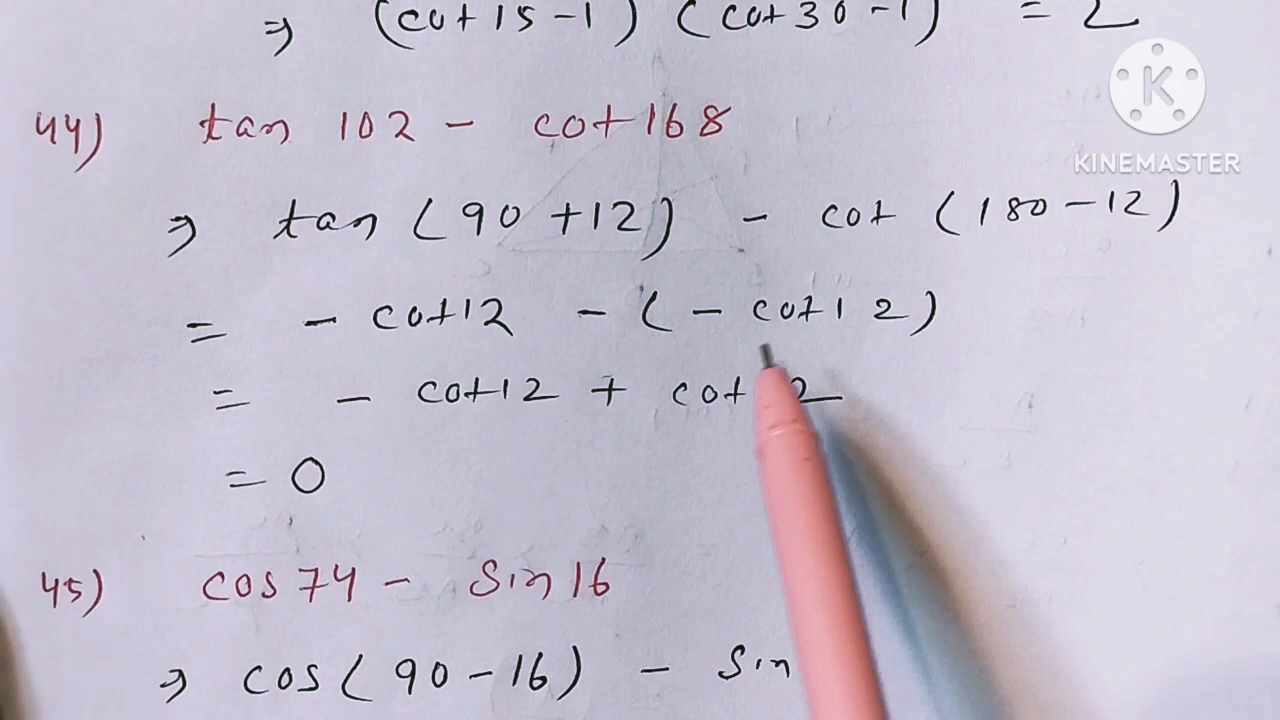 ⇒ (cot 15 - 1) (cot 30 - 1) = 2
44) tan 102 - cot 168
⇒ tan (90 + 12) - cot (180 - 12)
= - cot 12 - (- cot 12)
= - cot 12 + cot 2
= 0
45) cos 74 - Sin 16
⇒ cos (90 - 16) - Sin
K
KINEMASTER